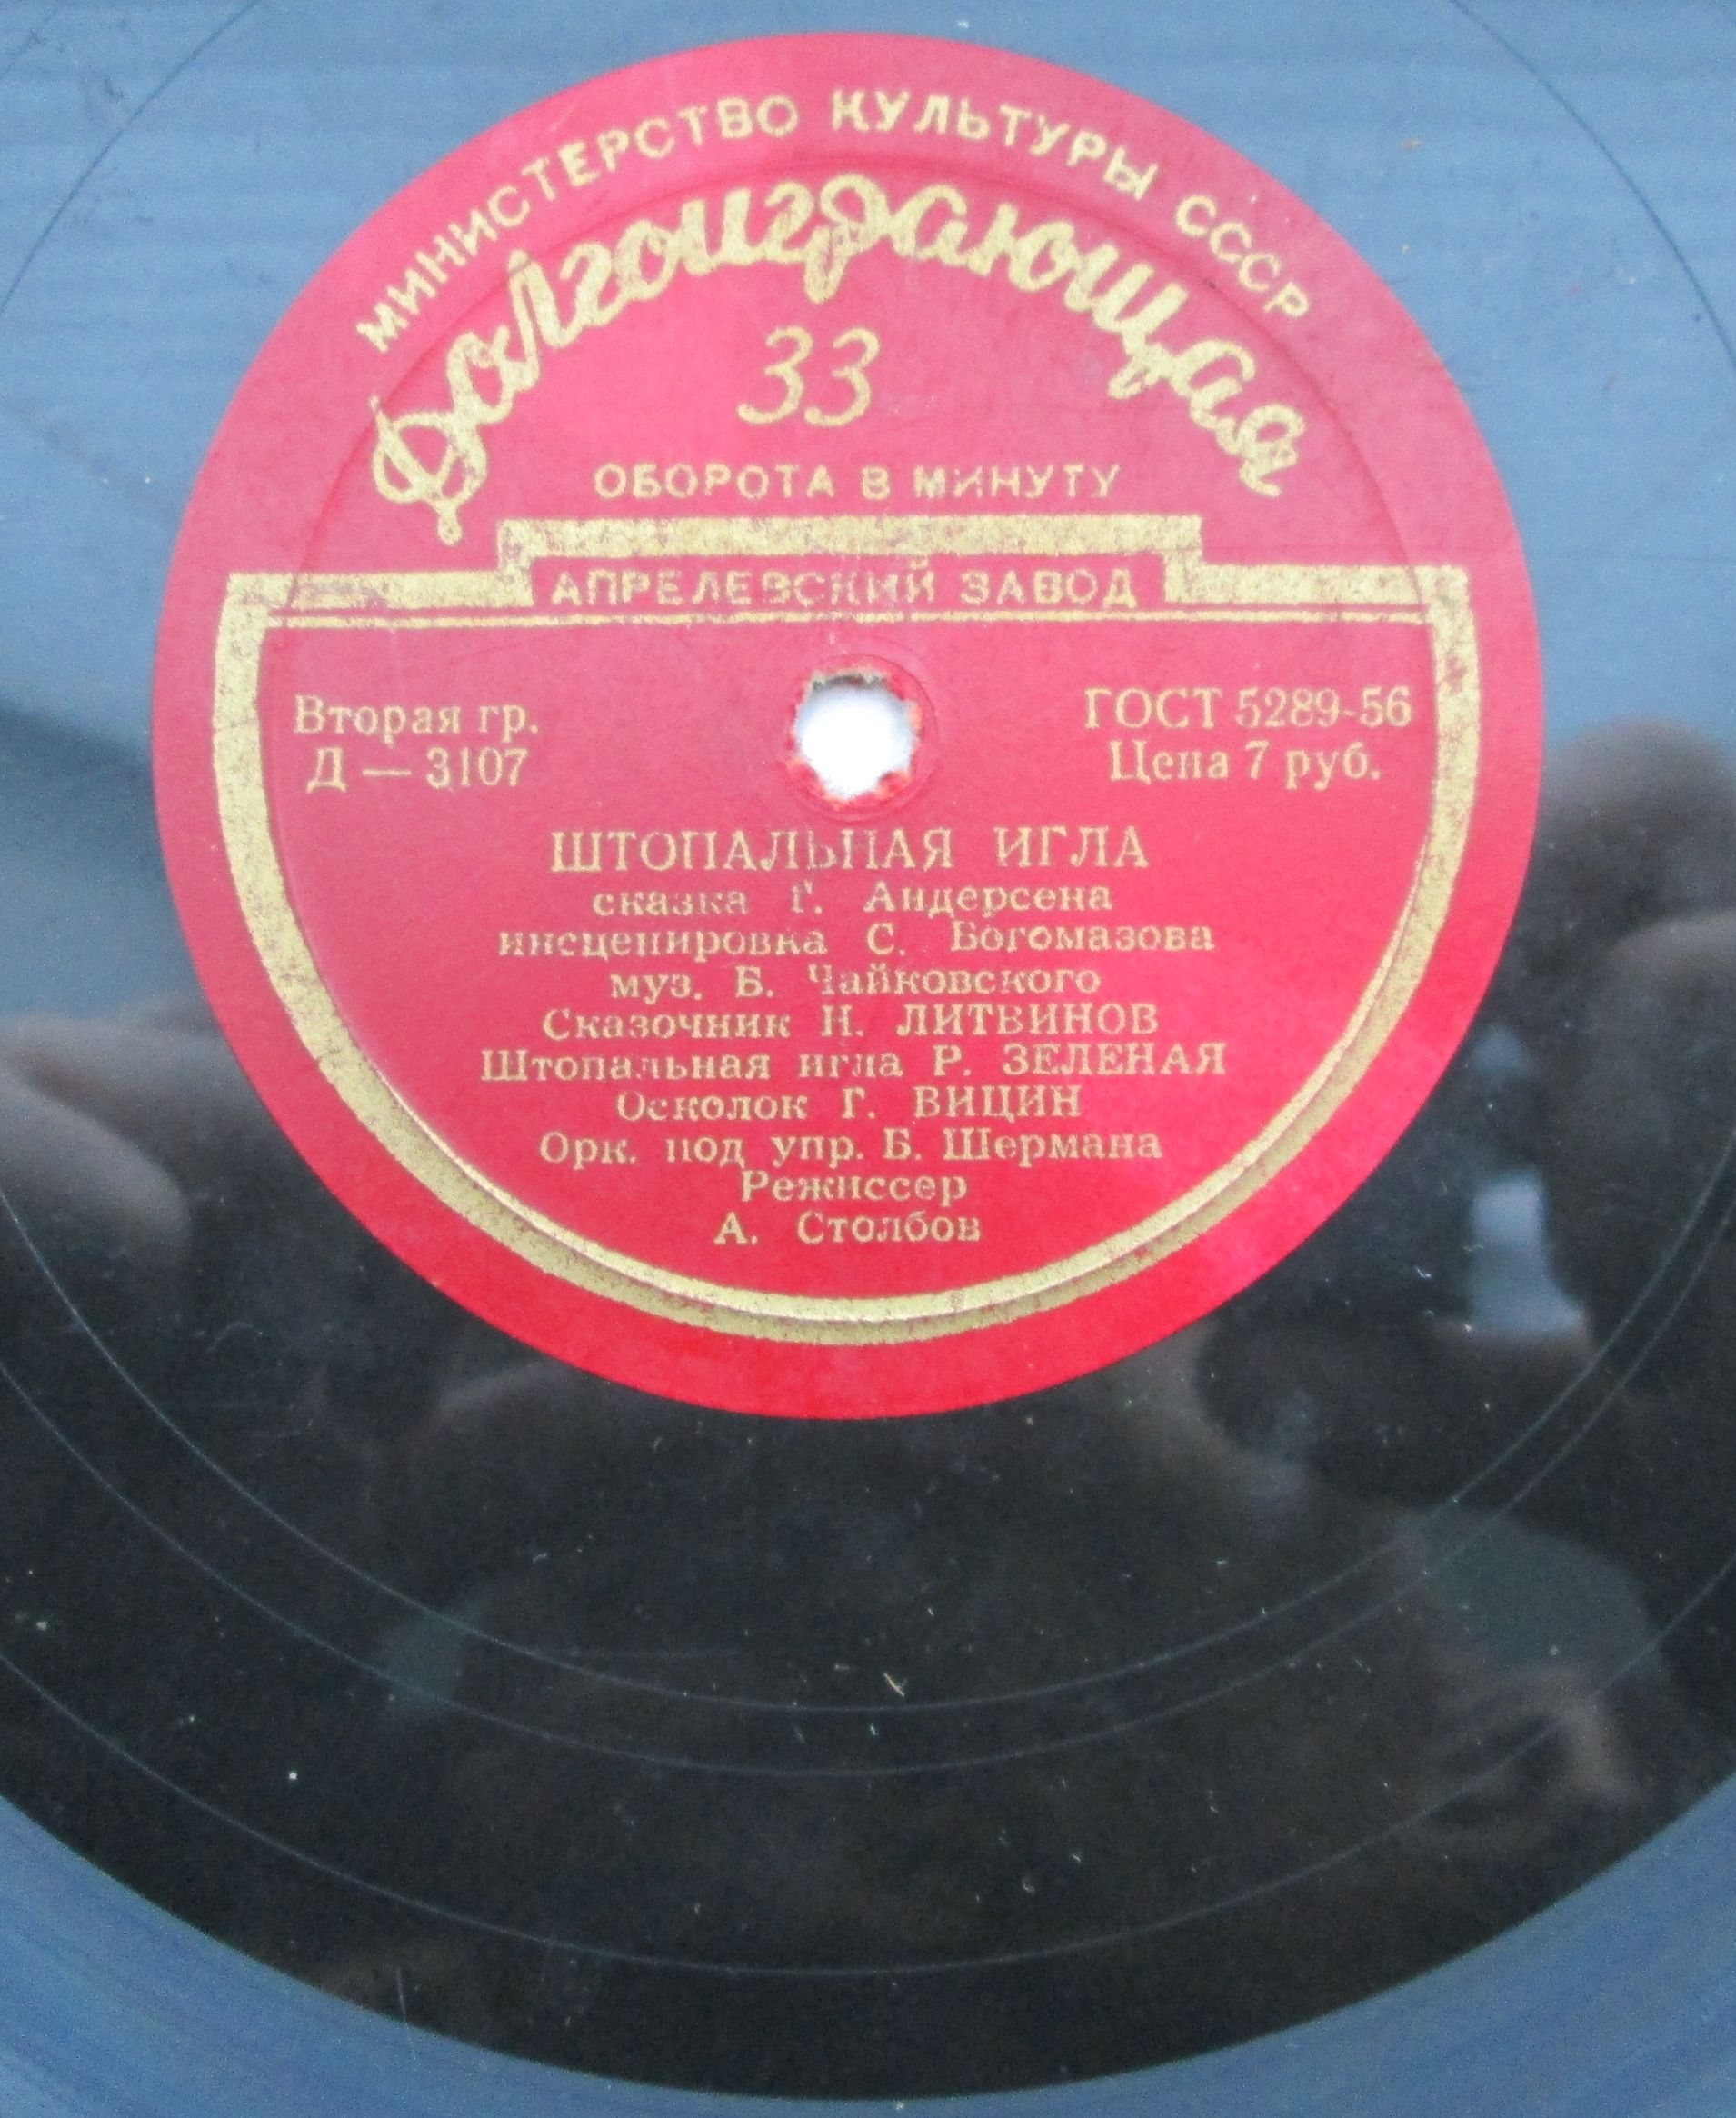 МИНИСТЕРСТВО КУЛЬТУРЫ СССР
Долгоиграющая
33
ОБОРОТА В МИНУТУ
АПРЕЛЕВСКИЙ ЗАВОД
Вторая гр.
Д — 3107
ГОСТ 5289-56
Цена 7 руб.
ШТОПАЛЬНАЯ ИГЛА
сказка Г. Андерсена
инсценировка С. Богомазова
муз. Б. Чайковского
Сказочник Н. ЛИТВИНОВ
Штопальная игла Р. ЗЕЛЕНАЯ
Осколок Г. ВИЦИН
Орк. под упр. Б. Шермана
Режиссер
А. Столбов